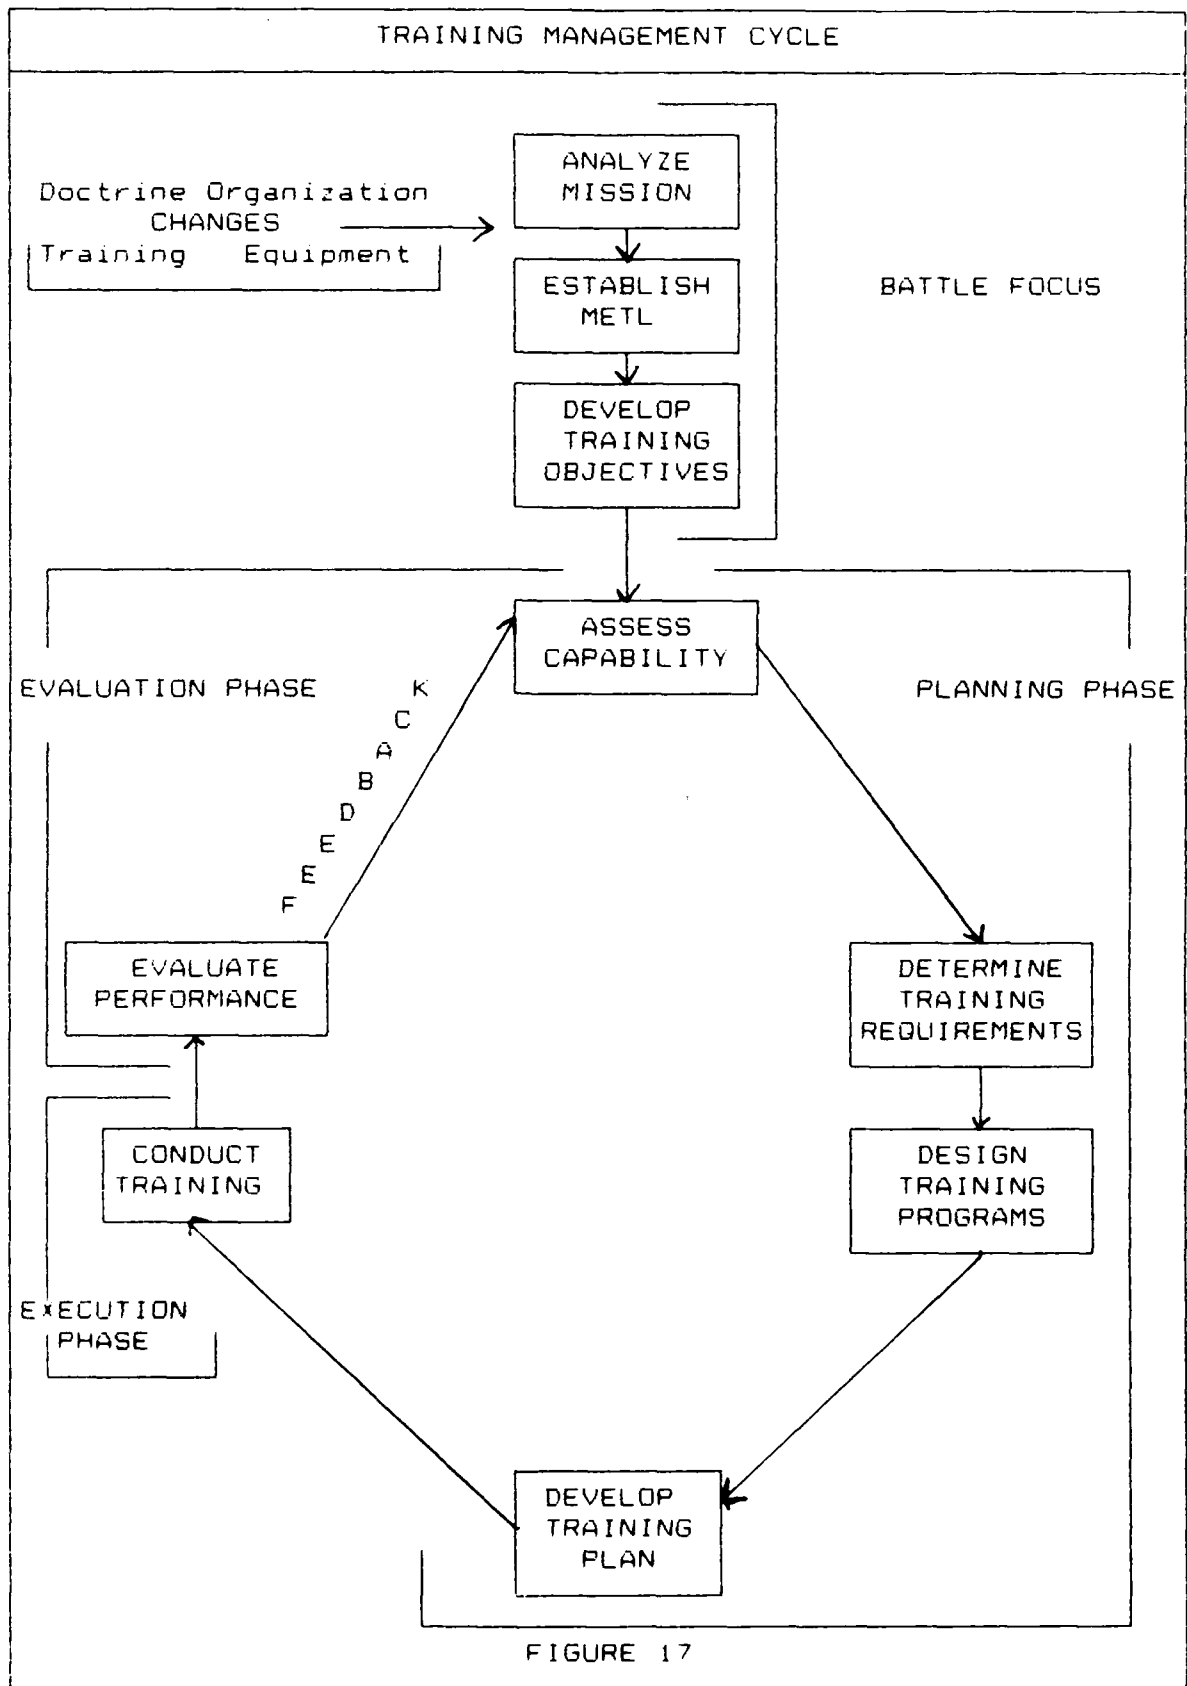 TRAINING MANAGEMENT CYCLE
ANALYZE
MISSION
Doctrine Organization
CHANGES
Training Equipment
ESTABLISH
METL
BATTLE FOCUS
DEVELOP
TRAINING
OBJECTIVES
ASSESS
CAPABILITY
EVALUATION PHASE
FEEDBACK
PLANNING PHASE
EVALUATE
PERFORMANCE
DETERMINE
TRAINING
REQUIREMENTS
CONDUCT
TRAINING
DESIGN
TRAINING
PROGRAMS
EXECUTION
PHASE
DEVELOP
TRAINING
PLAN
FIGURE 17